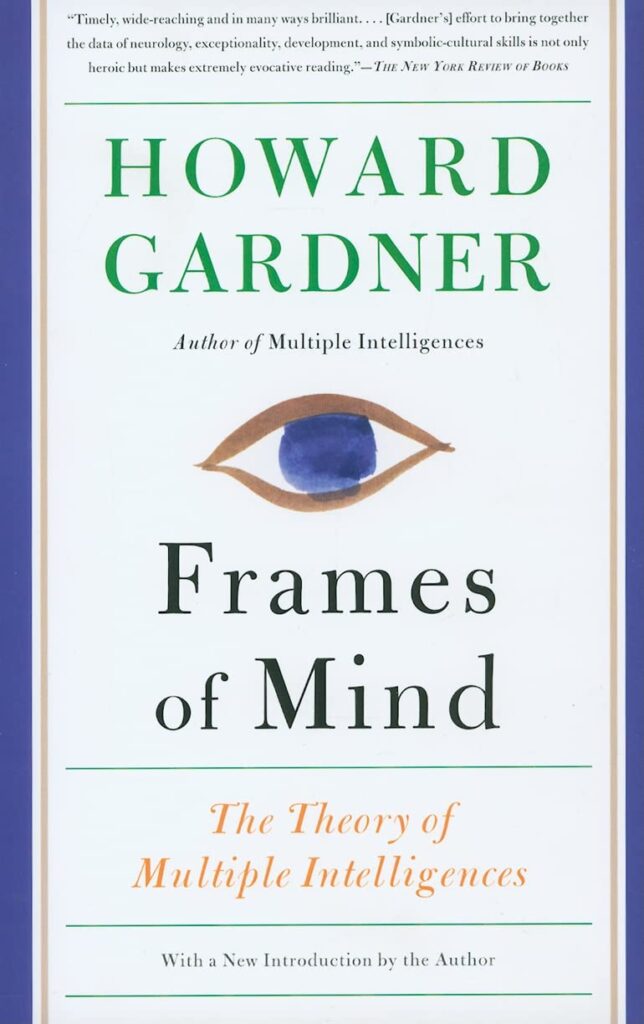 “Timely, wide-reaching and in many ways brilliant. . . . [Gardner’s] effort to bring together
the data of neurology, exceptionality, development, and symbolic-cultural skills is not only
heroic but makes extremely evocative reading.”—THE NEW YORK REVIEW OF BOOKS
HOWARD
GARDNER
Author of Multiple Intelligences
Frames
of Mind
The Theory of
Multiple Intelligences
With a New Introduction by the Author